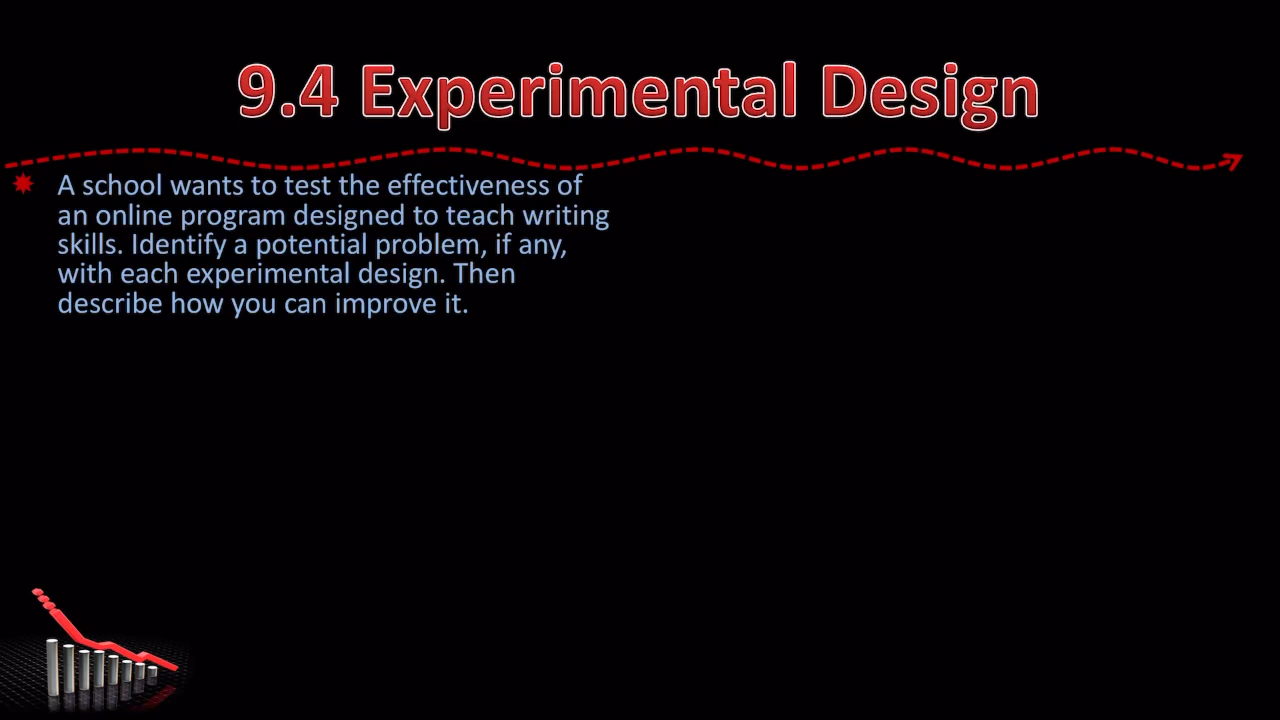 9.4 Experimental Design
A school wants to test the effectiveness of
an online program designed to teach writing
skills. Identify a potential problem, if any,
with each experimental design. Then
describe how you can improve it.